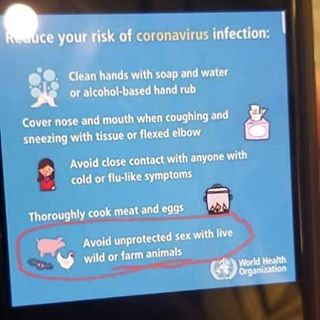 Reduce your risk of coronavirus infection:
Clean hands with soap and water
or alcohol-based hand rub
Cover nose and mouth when coughing and
sneezing with tissue or flexed elbow
Avoid close contact with anyone with
cold or flu-like symptoms
Thoroughly cook meat and eggs
Avoid unprotected sex with live
wild or farm animals
World Health
Organization